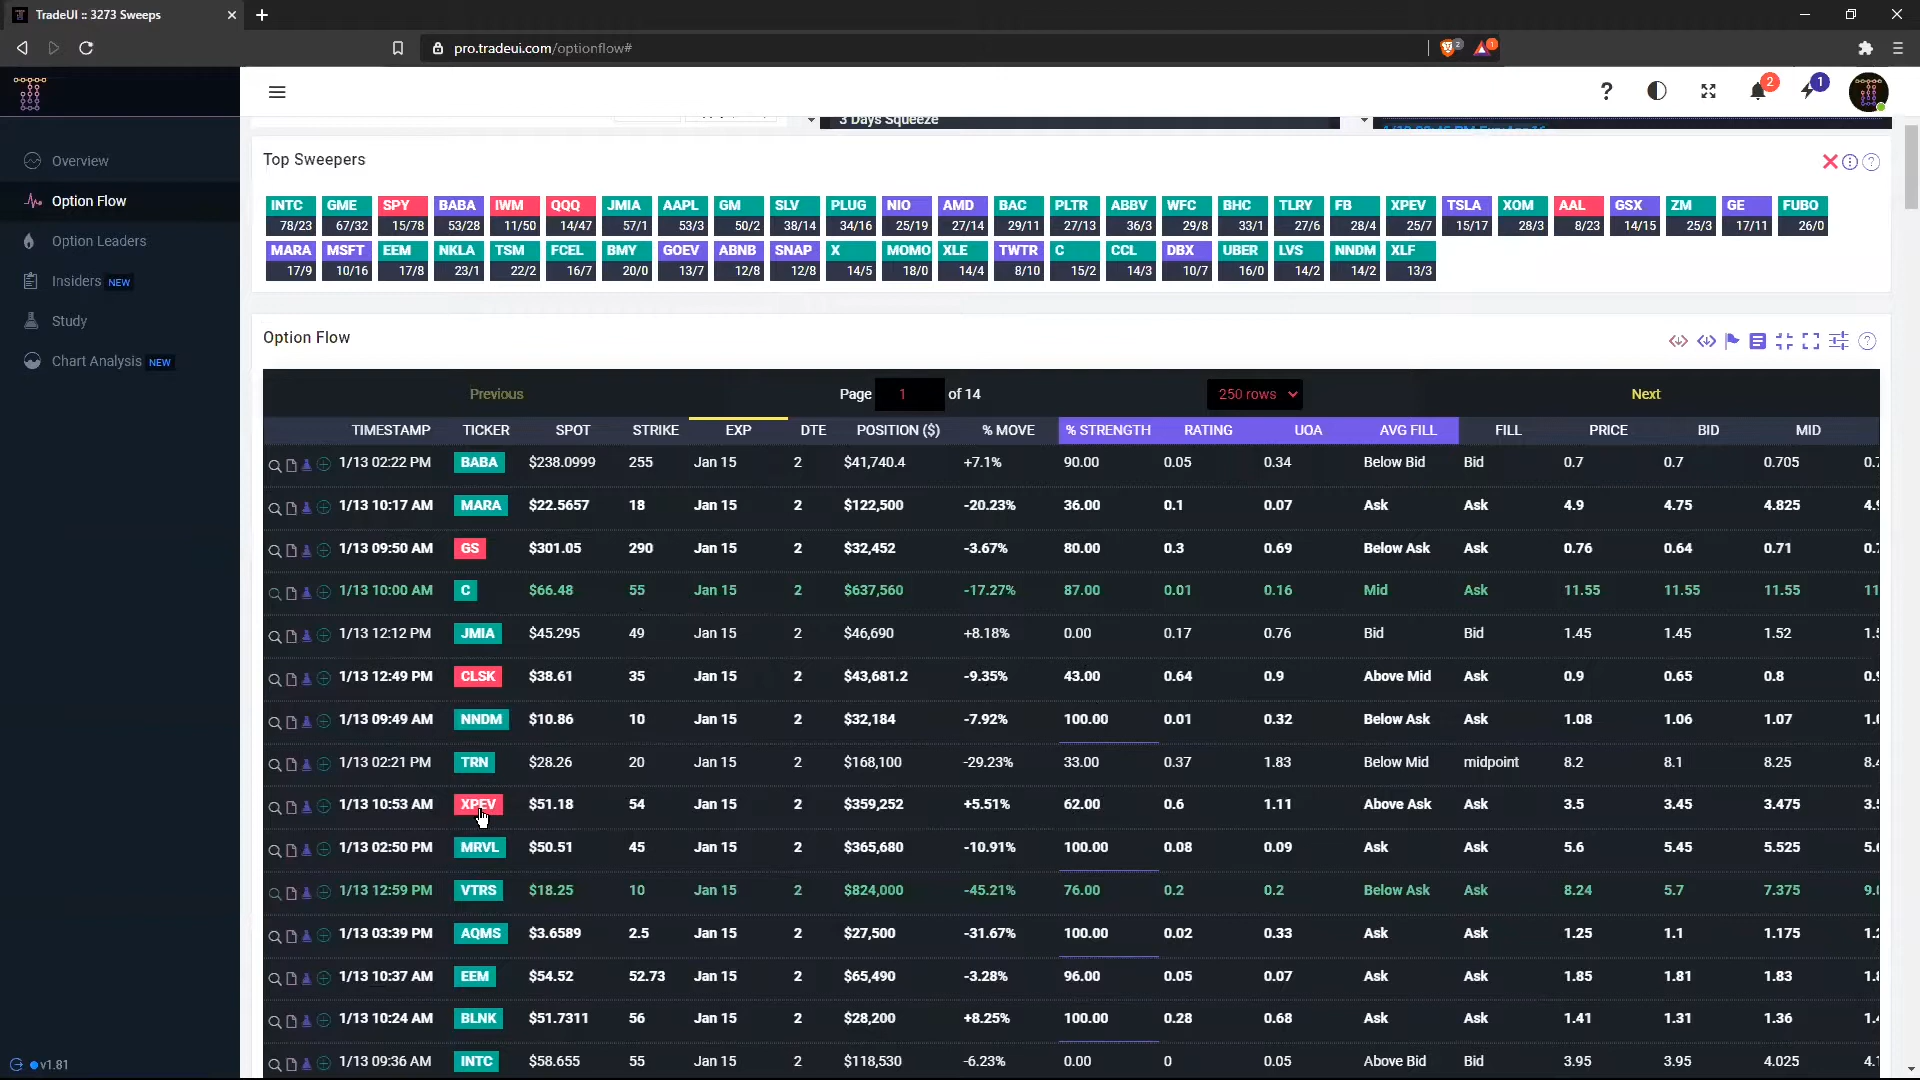 TradeUI :: 3273 Sweeps
pro.tradeui.com/optionflow#
2 1
2 1
Overview
Option Flow
Option Leaders
Insiders NEW
Study
Chart Analysis NEW
v1.81
3 Days Squeeze
Top Sweepers
INTC GME SPY BABA IWM QQQ JMIA AAPL GM SLV PLUG NIO AMD BAC PLTR ABBV WFC BHC TLRY FB XPEV TSLA XOM AAL GSX ZM GE FUBO
78/23 67/32 15/78 53/28 11/50 14/47 57/1 53/3 50/2 38/14 34/16 25/19 27/14 29/11 27/13 36/3 29/8 33/1 27/6 28/4 25/7 15/17 28/3 8/23 14/15 25/3 17/11 26/0
MARA MSFT EEM NKLA TSM FCEL BMY GOEV ABNB SNAP X MOMO XLE TWTR C CCL DBX UBER LVS NNDM XLF
17/9 10/16 17/8 23/1 22/2 16/7 20/0 13/7 12/8 12/8 14/5 18/0 14/4 8/10 15/2 14/3 10/7 16/0 14/2 14/2 13/3
Option Flow
Previous Page 1 of 14 250 rows Next
TIMESTAMP TICKER SPOT STRIKE EXP DTE POSITION ($) % MOVE % STRENGTH RATING UOA AVG FILL FILL PRICE BID MID
1/13 02:22 PM BABA $238.0999 255 Jan 15 2 $41,740.4 +7.1% 90.00 0.05 0.34 Below Bid Bid 0.7 0.7 0.705
1/13 10:17 AM MARA $22.5657 18 Jan 15 2 $122,500 -20.23% 36.00 0.1 0.07 Ask Ask 4.9 4.75 4.825
1/13 09:50 AM GS $301.05 290 Jan 15 2 $32,452 -3.67% 80.00 0.3 0.69 Below Ask Ask 0.76 0.64 0.71
1/13 10:00 AM C $66.48 55 Jan 15 2 $637,560 -17.27% 87.00 0.01 0.16 Mid Ask 11.55 11.55 11.55
1/13 12:12 PM JMIA $45.295 49 Jan 15 2 $46,690 +8.18% 0.00 0.17 0.76 Bid Bid 1.45 1.45 1.52
1/13 12:49 PM CLSK $38.61 35 Jan 15 2 $43,681.2 -9.35% 43.00 0.64 0.9 Above Mid Ask 0.9 0.65 0.8
1/13 09:49 AM NNDM $10.86 10 Jan 15 2 $32,184 -7.92% 100.00 0.01 0.32 Below Ask Ask 1.08 1.06 1.07
1/13 02:21 PM TRN $28.26 20 Jan 15 2 $168,100 -29.23% 33.00 0.37 1.83 Below Mid midpoint 8.2 8.1 8.25
1/13 10:53 AM XPEV $51.18 54 Jan 15 2 $359,252 +5.51% 62.00 0.6 1.11 Above Ask Ask 3.5 3.45 3.475
1/13 02:50 PM MRVL $50.51 45 Jan 15 2 $365,680 -10.91% 100.00 0.08 0.09 Ask Ask 5.6 5.45 5.525
1/13 12:59 PM VTRS $18.25 10 Jan 15 2 $824,000 -45.21% 76.00 0.2 0.2 Below Ask Ask 8.24 5.7 7.375
1/13 03:39 PM AQMS $3.6589 2.5 Jan 15 2 $27,500 -31.67% 100.00 0.02 0.33 Ask Ask 1.25 1.1 1.175
1/13 10:37 AM EEM $54.52 52.73 Jan 15 2 $65,490 -3.28% 96.00 0.05 0.07 Ask Ask 1.85 1.81 1.83
1/13 10:24 AM BLNK $51.7311 56 Jan 15 2 $28,200 +8.25% 100.00 0.28 0.68 Ask Ask 1.41 1.31 1.36
1/13 09:36 AM INTC $58.655 55 Jan 15 2 $118,530 -6.23% 0.00 0 0.05 Above Bid Bid 3.95 3.95 4.025